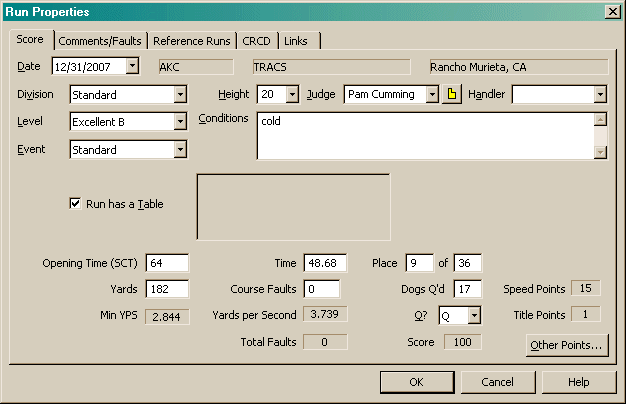 Run Properties
Score Comments/Faults Reference Runs CRCD Links
Date 12/31/2007 AKC TRACS Rancho Murieta, CA
Division Standard Height 20 Judge Pam Cumming Handler
Level Excellent B Conditions cold
Event Standard
Run has a Table
Opening Time (SCT) 64 Time 48.68 Place 9 of 36
Yards 182 Course Faults 0 Dogs Q'd 17 Speed Points 15
Min YPS 2.844 Yards per Second 3.739 Q? Q Title Points 1
Total Faults 0 Score 100 Other Points...
OK Cancel Help